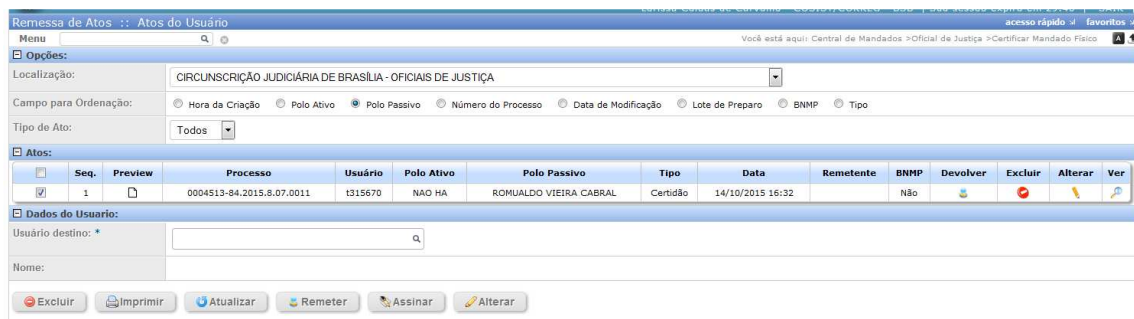 Remessa de Atos :: Atos do Usuário
acesso rápido favoritos
Menu
Você está aqui: Central de Mandados >Oficial de Justiça >Certificar Mandado Físico A
Opções:
Localização: CIRCUNSCRIÇÃO JUDICIÁRIA DE BRASÍLIA - OFICIAIS DE JUSTIÇA
Campo para Ordenação: Hora da Criação Polo Ativo Polo Passivo Número do Processo Data de Modificação Lote de Preparo BNMP Tipo
Tipo de Ato: Todos
Atos:
Seq. Preview Processo Usuário Polo Ativo Polo Passivo Tipo Data Remetente BNMP Devolver Excluir Alterar Ver
1 0004513-84.2015.8.07.0011 t315670 NAO HA ROMUALDO VIEIRA CABRAL Certidão 14/10/2015 16:32 Não
Dados do Usuario:
Usuário destino: *
Nome:
Excluir Imprimir Atualizar Remeter Assinar Alterar